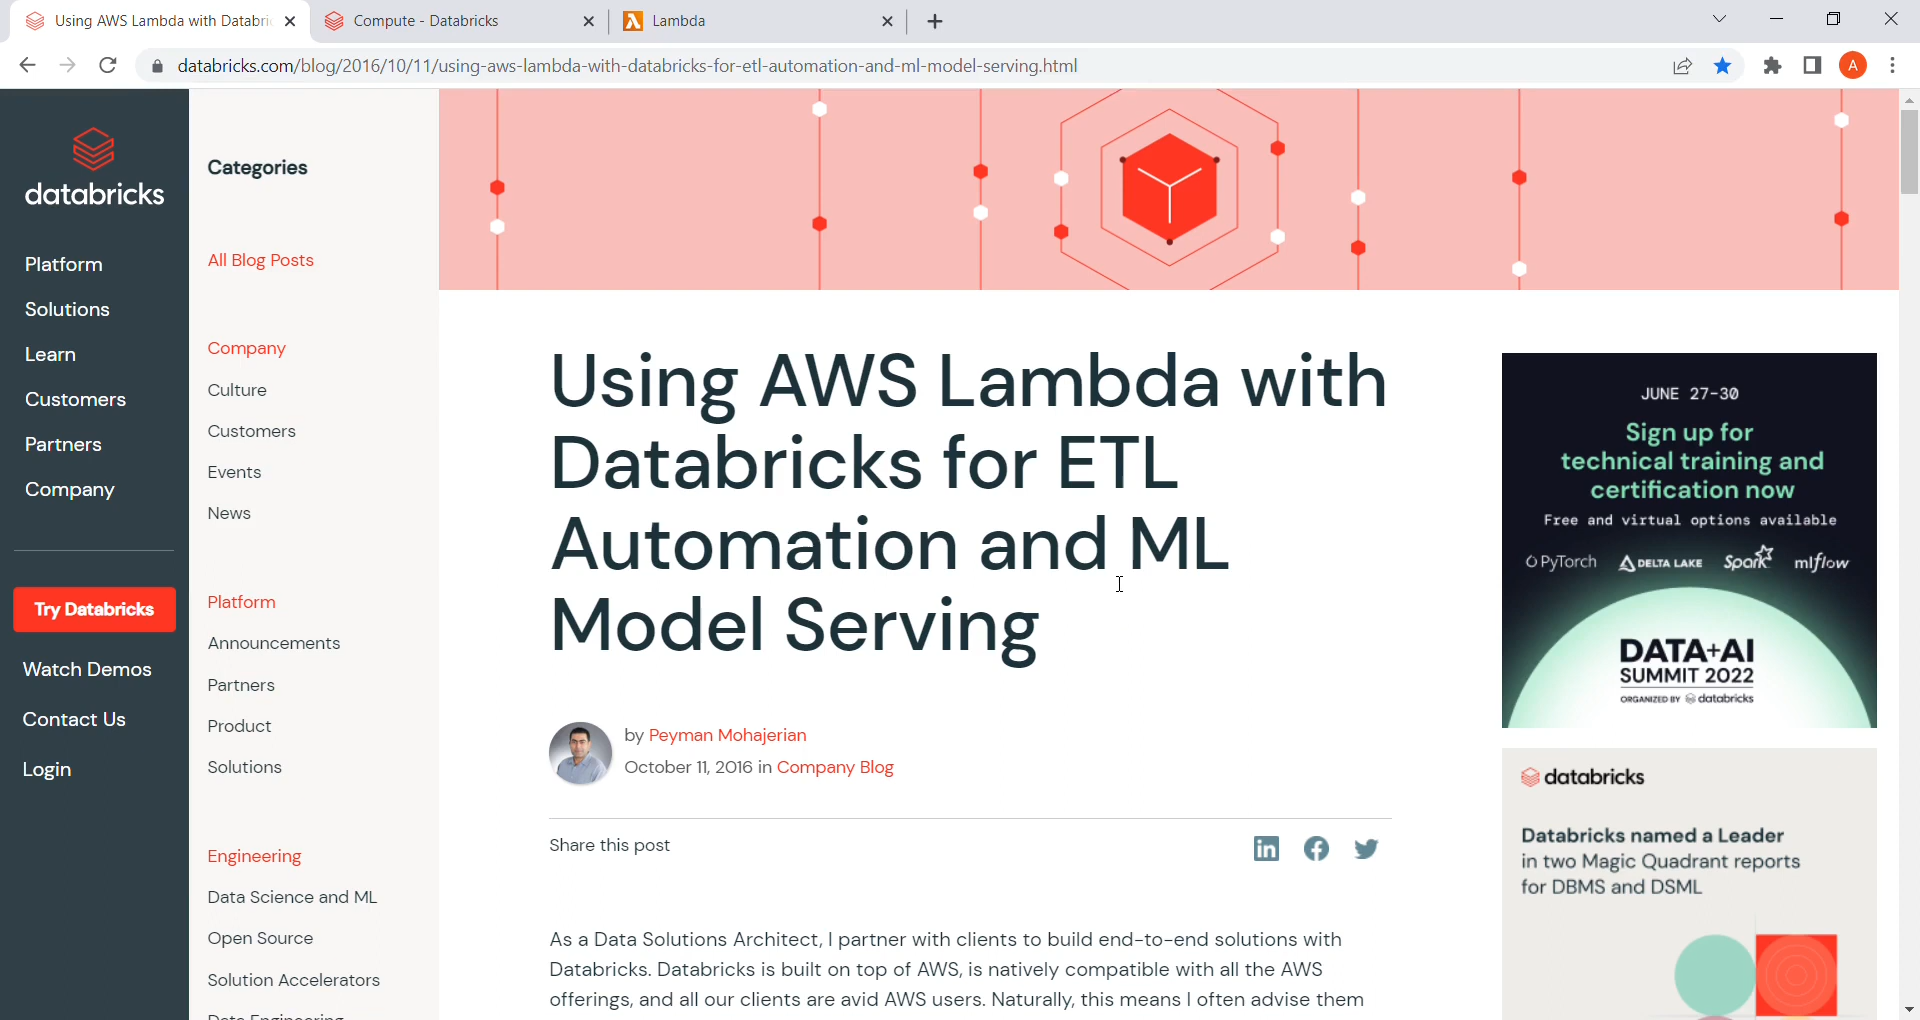 Using AWS Lambda with Databri
Compute - Databricks
Lambda
databricks.com/blog/2016/10/11/using-aws-lambda-with-databricks-for-etl-automation-and-ml-model-serving.html
A
databricks
Platform
Solutions
Learn
Customers
Partners
Company
Try Databricks
Watch Demos
Contact Us
Login
Categories
All Blog Posts
Company
Culture
Customers
Events
News
Platform
Announcements
Partners
Product
Solutions
Engineering
Data Science and ML
Open Source
Solution Accelerators
Data Engineering
Using AWS Lambda with
Databricks for ETL
Automation and ML
Model Serving
by Peyman Mohajerian
October 11, 2016 in Company Blog
Share this post
As a Data Solutions Architect, I partner with clients to build end-to-end solutions with
Databricks. Databricks is built on top of AWS, is natively compatible with all the AWS
offerings, and all our clients are avid AWS users. Naturally, this means I often advise them
JUNE 27-30
Sign up for
technical training and
certification now
Free and virtual options available
PyTorch DELTA LAKE Spark mlflow
DATA+AI
SUMMIT 2022
ORGANIZED BY databricks
databricks
Databricks named a Leader
in two Magic Quadrant reports
for DBMS and DSML